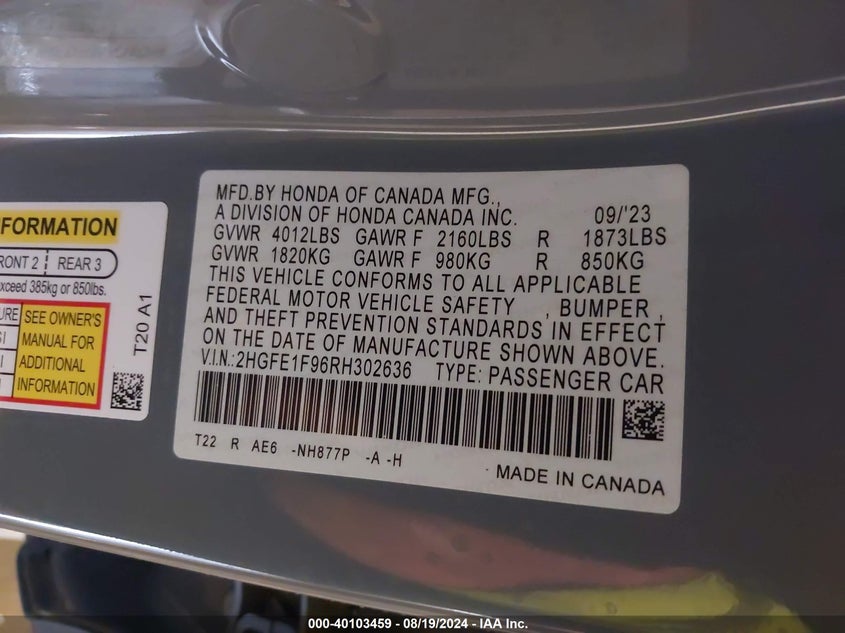 NFORMATION
RONT 2 REAR 3
xceed 385kg or 850lbs.
URE
SEE OWNER'S
MANUAL FOR
ADDITIONAL
INFORMATION
T20 A1
MFD.BY HONDA OF CANADA MFG.,
A DIVISION OF HONDA CANADA INC. 09/'23
GVWR 4012LBS GAWR F 2160LBS R 1873LBS
GVWR 1820KG GAWR F 980KG R 850KG
THIS VEHICLE CONFORMS TO ALL APPLICABLE
FEDERAL MOTOR VEHICLE SAFETY , BUMPER ,
AND THEFT PREVENTION STANDARDS IN EFFECT
ON THE DATE OF MANUFACTURE SHOWN ABOVE.
V.I.N.:2HGFE1F96RH302636 TYPE: PASSENGER CAR
T22 R AE6 -NH877P -A -H
MADE IN CANADA
000-40103459 - 08/19/2024 - IAA Inc.